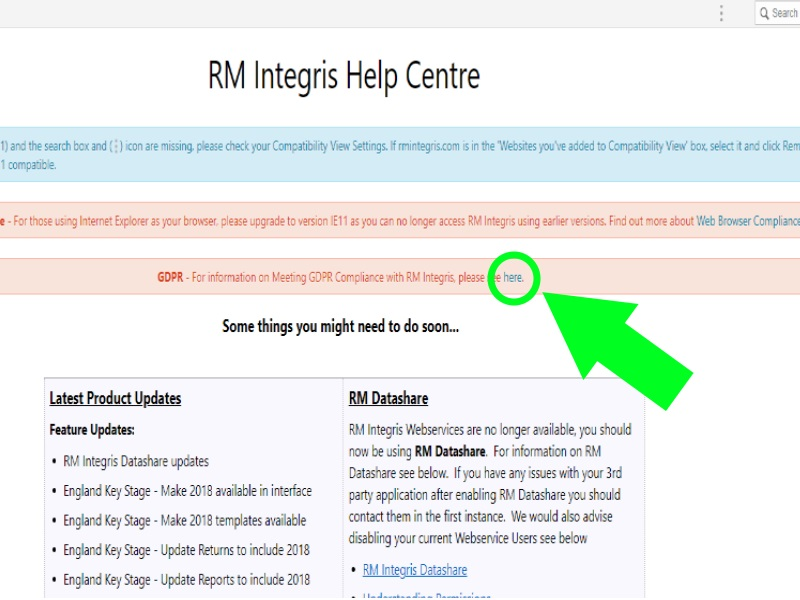 Search
RM Integris Help Centre
1) and the search box and ( ⋮ ) icon are missing, please check your Compatibility View Settings. If rmintegris.com is in the 'Websites you've added to Compatibility View' box, select it and click Rem
1 compatible.
e - For those using Internet Explorer as your browser, please upgrade to version IE11 as you can no longer access RM Integris using earlier versions. Find out more about Web Browser Compliance
GDPR - For information on Meeting GDPR Compliance with RM Integris, please see here.
Some things you might need to do soon...
Latest Product Updates
Feature Updates:
• RM Integris Datashare updates
• England Key Stage - Make 2018 available in interface
• England Key Stage - Make 2018 templates available
• England Key Stage - Update Returns to include 2018
• England Key Stage - Update Reports to include 2018
RM Datashare
RM Integris Webservices are no longer available, you should
now be using RM Datashare. For information on RM
Datashare see below. If you have any issues with your 3rd
party application after enabling RM Datashare you should
contact them in the first instance. We would also advise
disabling your current Webservice Users see below
• RM Integris Datashare
• Understanding Permissions